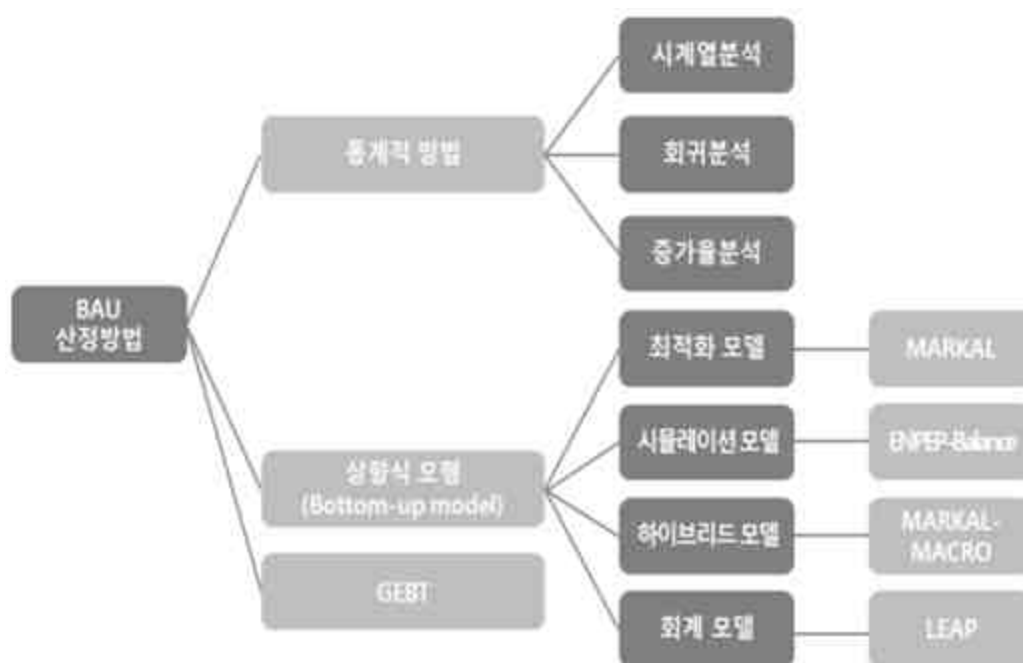 시계열분석
통계적 방법
회귀분석
증가율분석
BAU
산정방법
최적화 모델
MARKAL
시뮬레이션 모델
ENPEP-Balance
상향식 모형
(Bottom-up model)
하이브리드 모델
MARKAL-
MACRO
GEBT
회계 모델
LEAP